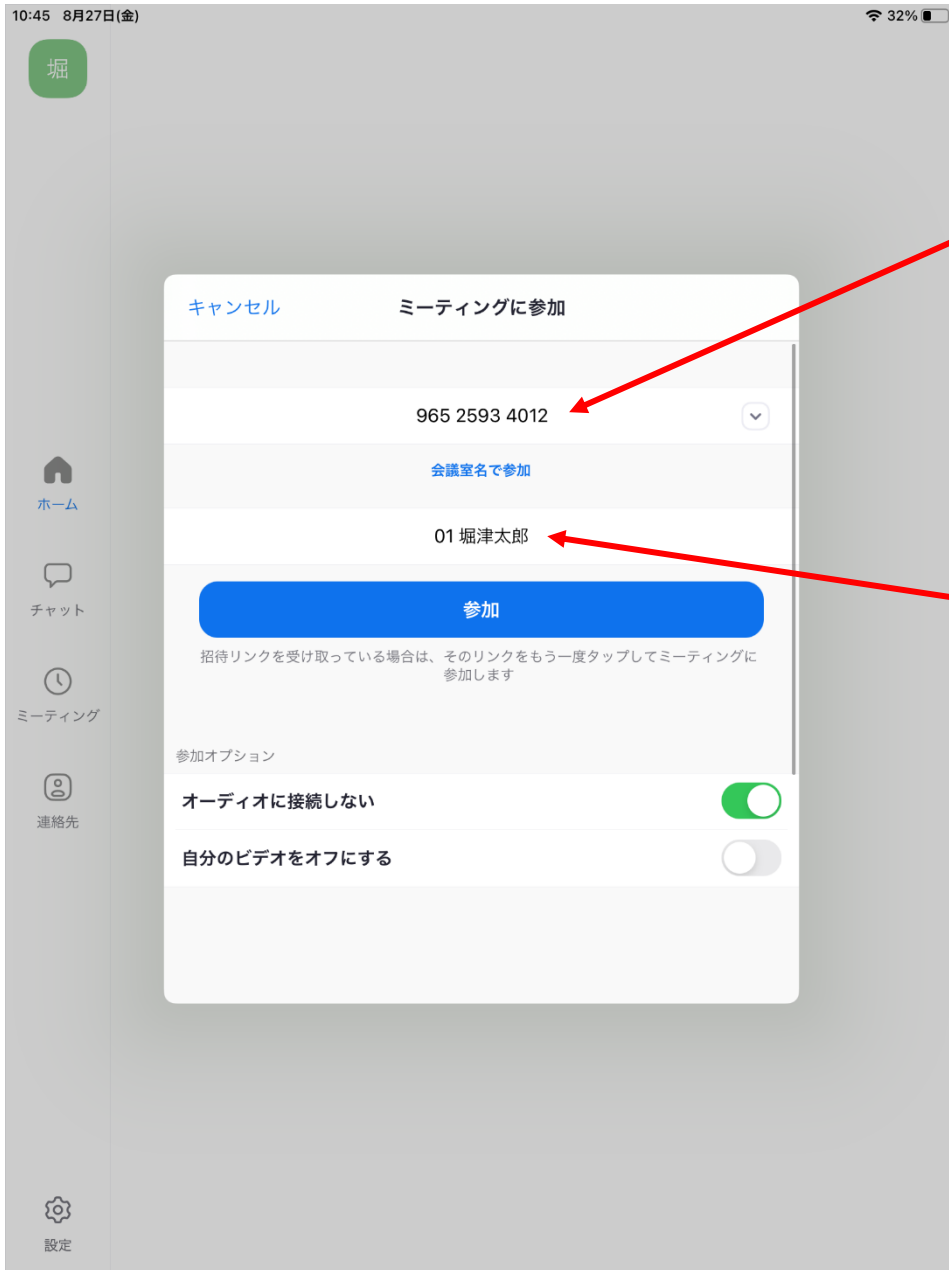 10:45 8月27日(金) 32%
堀
キャンセル ミーティングに参加
965 2593 4012
会議室名で参加
01 堀津太郎
参加
招待リンクを受け取っている場合は、そのリンクをもう一度タップしてミーティングに
参加します
参加オプション
オーディオに接続しない
自分のビデオをオフにする
ホーム
チャット
ミーティング
連絡先
設定